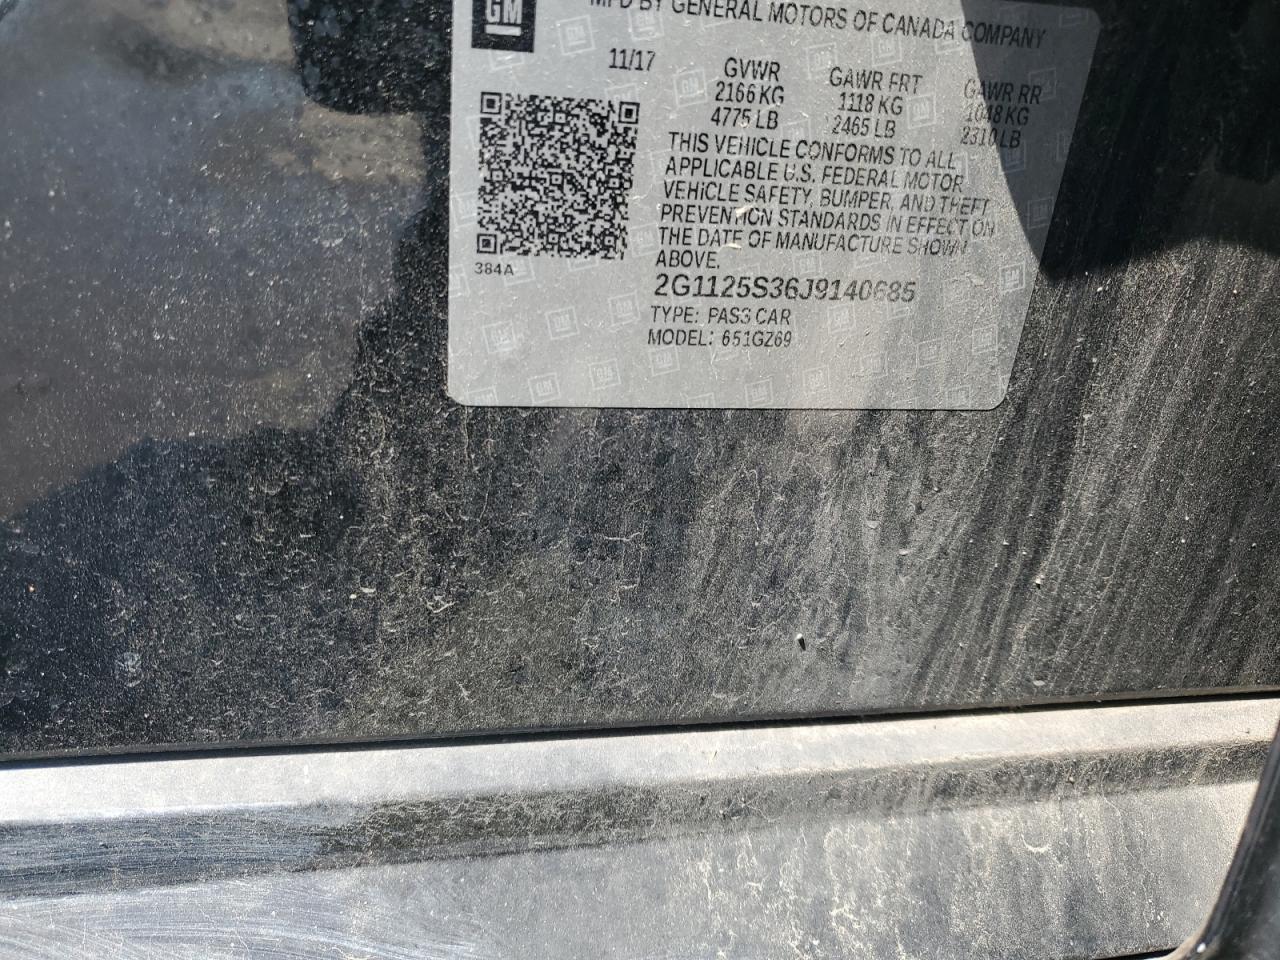 GM
MFD BY GENERAL MOTORS OF CANADA COMPANY
11/17
GVWR GAWR FRT GAWR RR
2166 KG 1118 KG 1048 KG
4775 LB 2465 LB 2310 LB
THIS VEHICLE CONFORMS TO ALL
APPLICABLE U.S. FEDERAL MOTOR
VEHICLE SAFETY, BUMPER, AND THEFT
PREVENTION STANDARDS IN EFFECT ON
THE DATE OF MANUFACTURE SHOWN
ABOVE.
384A
2G1125S36J9140685
TYPE: PASS CAR
MODEL: 651GZ69